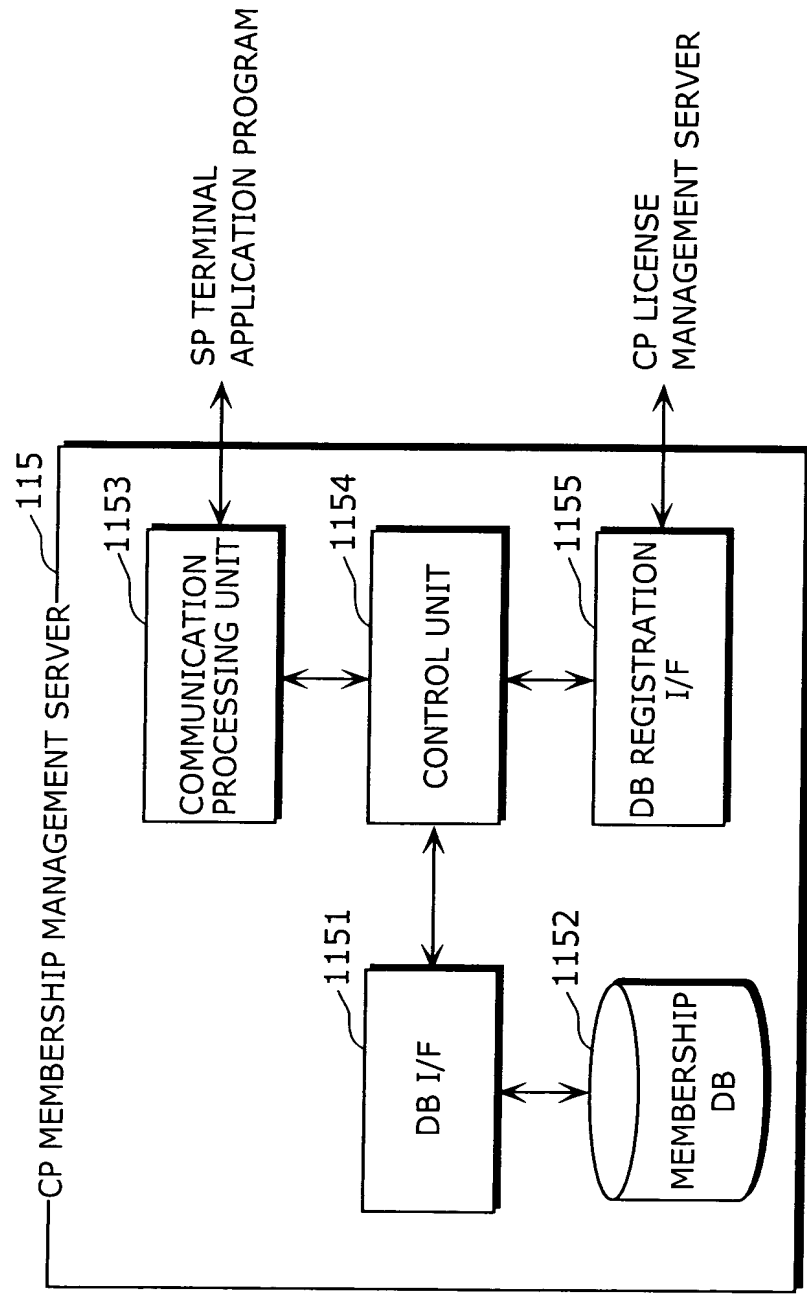 CP MEMBERSHIP MANAGEMENT SERVER
115
1153
COMMUNICATION
PROCESSING UNIT
SP TERMINAL
APPLICATION PROGRAM
1151
DB I/F
1154
CONTROL UNIT
1152
MEMBERSHIP
DB
1155
DB REGISTRATION
I/F
CP LICENSE
MANAGEMENT SERVER